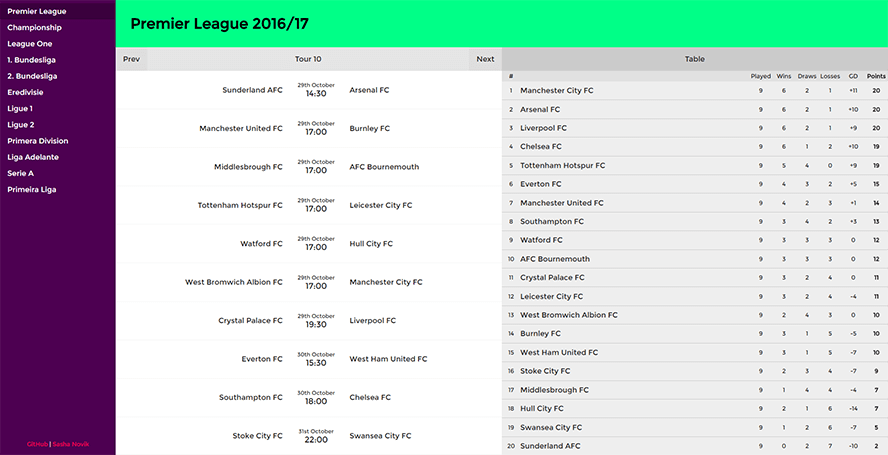 Premier League
Championship
League One
1. Bundesliga
2. Bundesliga
Eredivisie
Ligue 1
Ligue 2
Primera Division
Liga Adelante
Serie A
Primeira Liga
GitHub | Sasha Novik
Premier League 2016/17
Prev Tour 10 Next
Sunderland AFC 29th October 14:30 Arsenal FC
Manchester United FC 29th October 17:00 Burnley FC
Middlesbrough FC 29th October 17:00 AFC Bournemouth
Tottenham Hotspur FC 29th October 17:00 Leicester City FC
Watford FC 29th October 17:00 Hull City FC
West Bromwich Albion FC 29th October 17:00 Manchester City FC
Crystal Palace FC 29th October 19:30 Liverpool FC
Everton FC 30th October 15:30 West Ham United FC
Southampton FC 30th October 18:00 Chelsea FC
Stoke City FC 31st October 22:00 Swansea City FC
Table
# Played Wins Draws Losses GD Points
1 Manchester City FC 9 6 2 1 +11 20
2 Arsenal FC 9 6 2 1 +10 20
3 Liverpool FC 9 6 2 1 +9 20
4 Chelsea FC 9 6 1 2 +10 19
5 Tottenham Hotspur FC 9 5 4 0 +9 19
6 Everton FC 9 4 3 2 +5 15
7 Manchester United FC 9 4 2 3 +1 14
8 Southampton FC 9 3 4 2 +3 13
9 Watford FC 9 3 3 3 0 12
10 AFC Bournemouth 9 3 3 3 0 12
11 Crystal Palace FC 9 3 2 4 0 11
12 Leicester City FC 9 3 2 4 -4 11
13 West Bromwich Albion FC 9 2 4 3 0 10
14 Burnley FC 9 3 1 5 -5 10
15 West Ham United FC 9 3 1 5 -7 10
16 Stoke City FC 9 2 3 4 -7 9
17 Middlesbrough FC 9 1 4 4 -4 7
18 Hull City FC 9 2 1 6 -14 7
19 Swansea City FC 9 1 2 6 -7 5
20 Sunderland AFC 9 0 2 7 -10 2